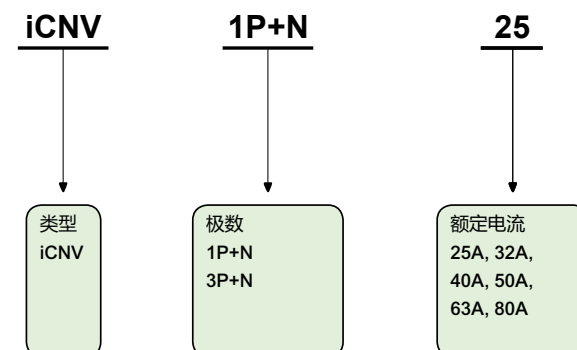 iCNV 1P+N 25
类型
iCNV
极数
1P+N
3P+N
额定电流
25A, 32A,
40A, 50A,
63A, 80A